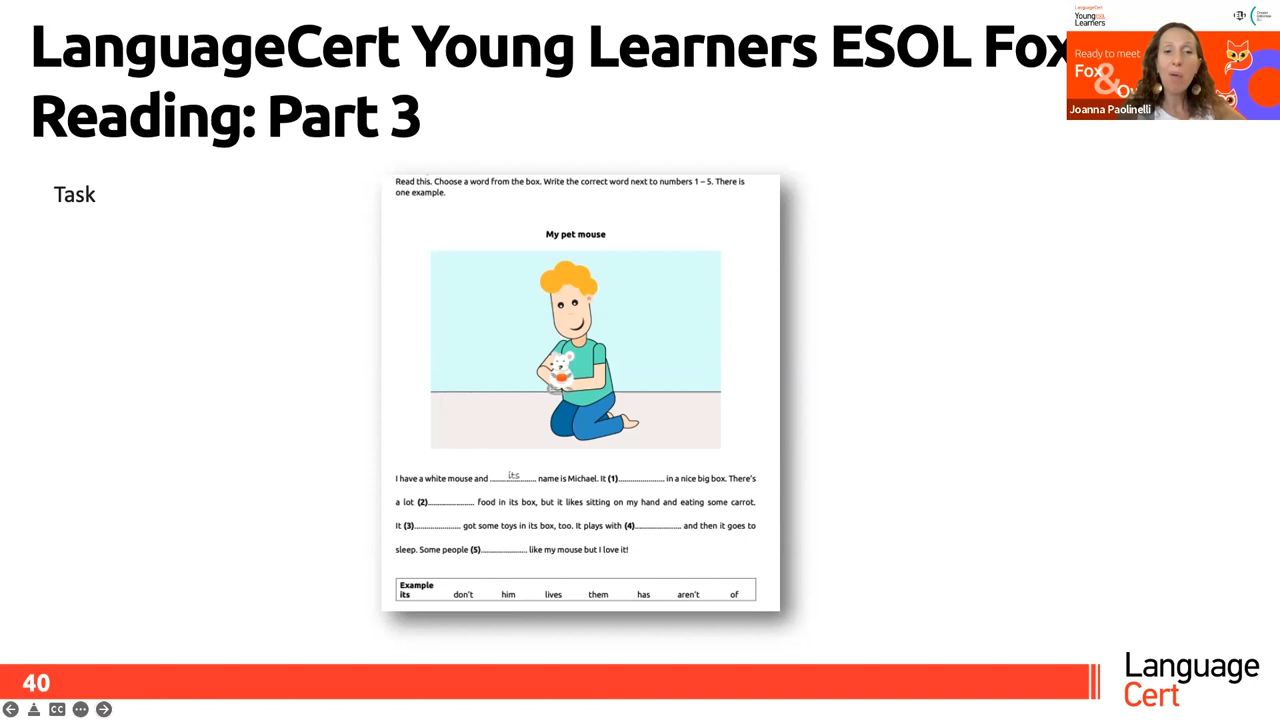 LanguageCert Young Learners ESOL Fox
Reading: Part 3
LanguageCert
Young Learners
Ready to meet
Fox
&
Joanna Paolinelli
Task
Read this. Choose a word from the box. Write the correct word next to numbers 1 – 5. There is
one example.
My pet mouse
I have a white mouse and ....its.... name is Michael. It (1).................... in a nice big box. There's
a lot (2).................... food in its box, but it likes sitting on my hand and eating some carrot.
It (3).................... got some toys in its box, too. It plays with (4).................... and then it goes to
sleep. Some people (5).................... like my mouse but I love it!
Example
its don't him lives them has aren't of
40
CC
Language
Cert